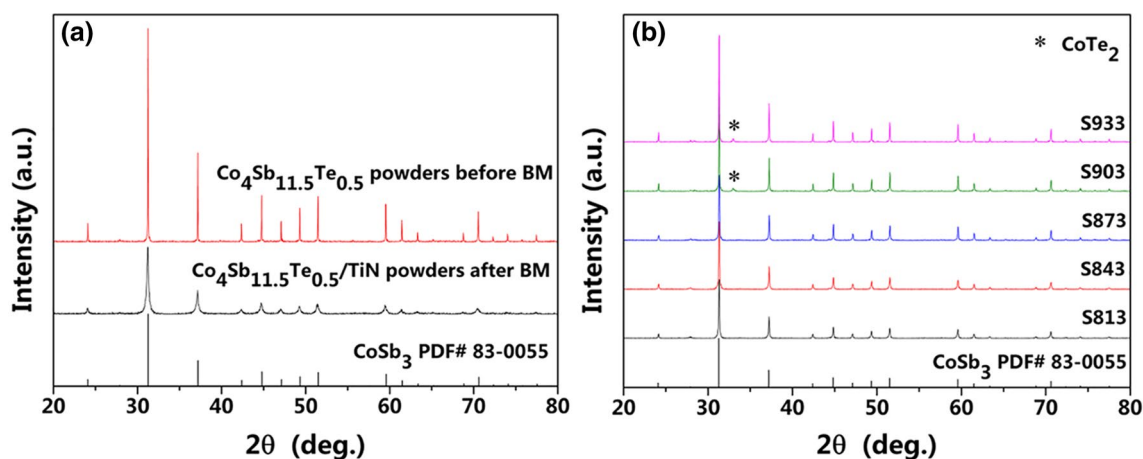 (a)
Co4Sb11.5Te0.5 powders before BM
Co4Sb11.5Te0.5/TiN powders after BM
CoSb3 PDF# 83-0055
Intensity (a.u.)
20 30 40 50 60 70 80
2θ (deg.)
(b)
* CoTe2
S933
*
S903
*
S873
S843
S813
CoSb3 PDF# 83-0055
Intensity (a.u.)
20 30 40 50 60 70 80
2θ (deg.)